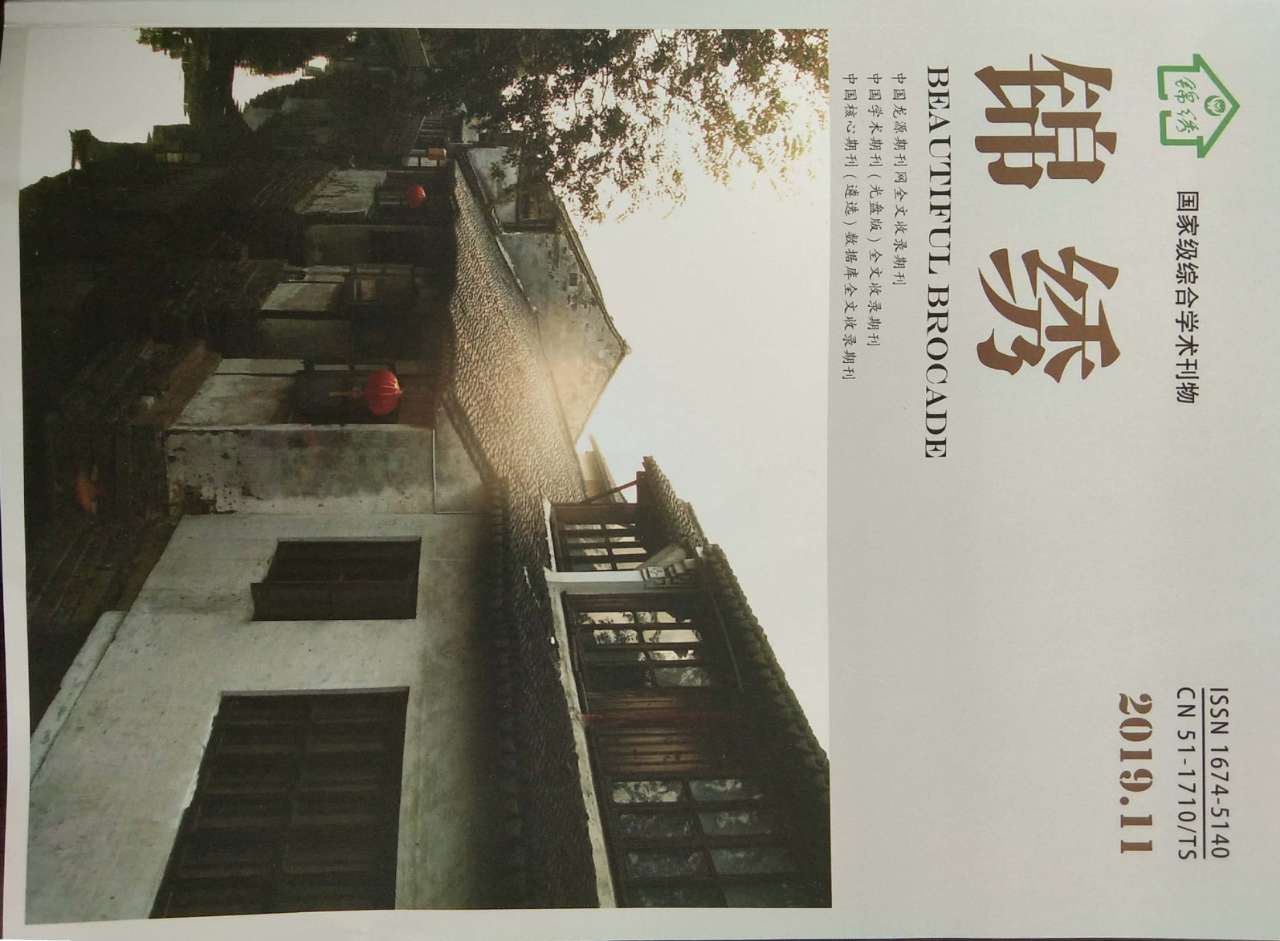 锦绣
国家级综合学术刊物
ISSN 1674-5140
CN 51-1710/TS
2019.11
锦 绣
BEAUTIFUL BROCADE
中国龙源期刊网全文收录期刊
中国学术期刊(光盘版)全文收录期刊
中国核心期刊(遴选)数据库全文收录期刊